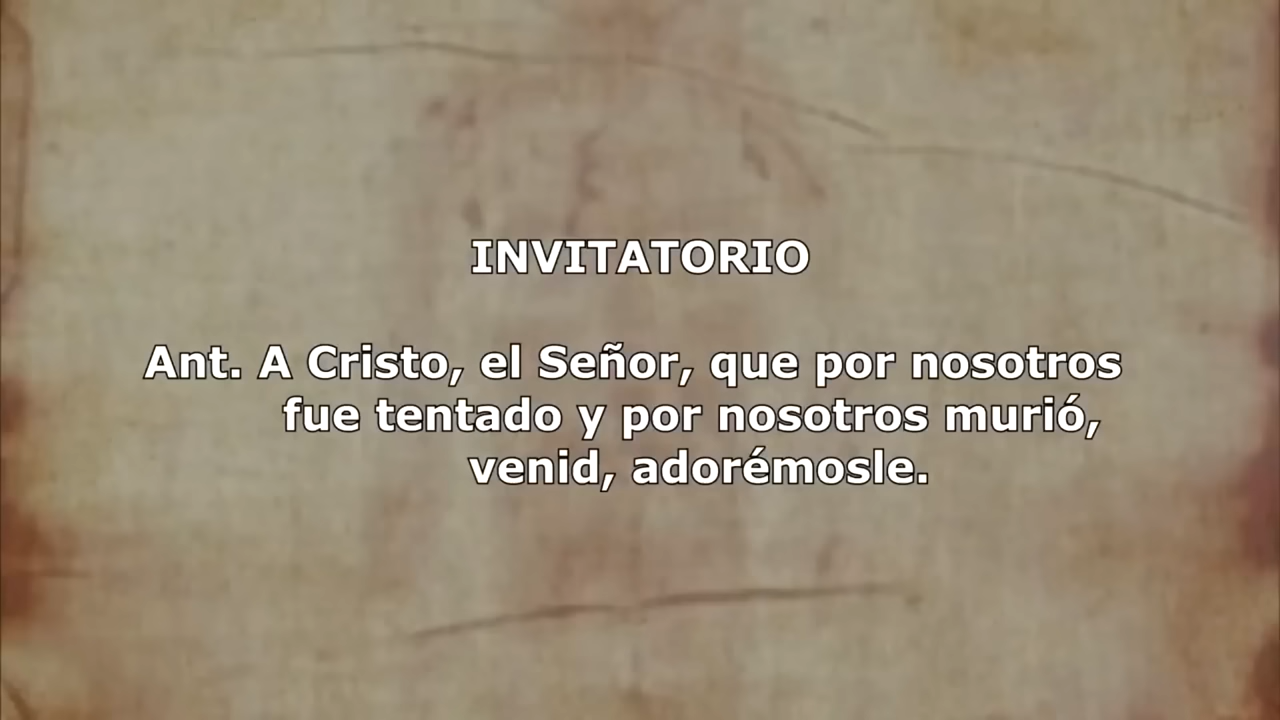 INVITATORIO
Ant. A Cristo, el Señor, que por nosotros
fue tentado y por nosotros murió,
venid, adorémosle.